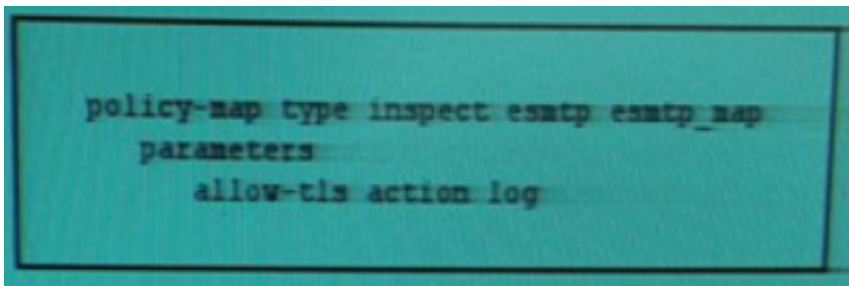 policy-map type inspect esmtp esmtp_map
parameters
allow-tls action log